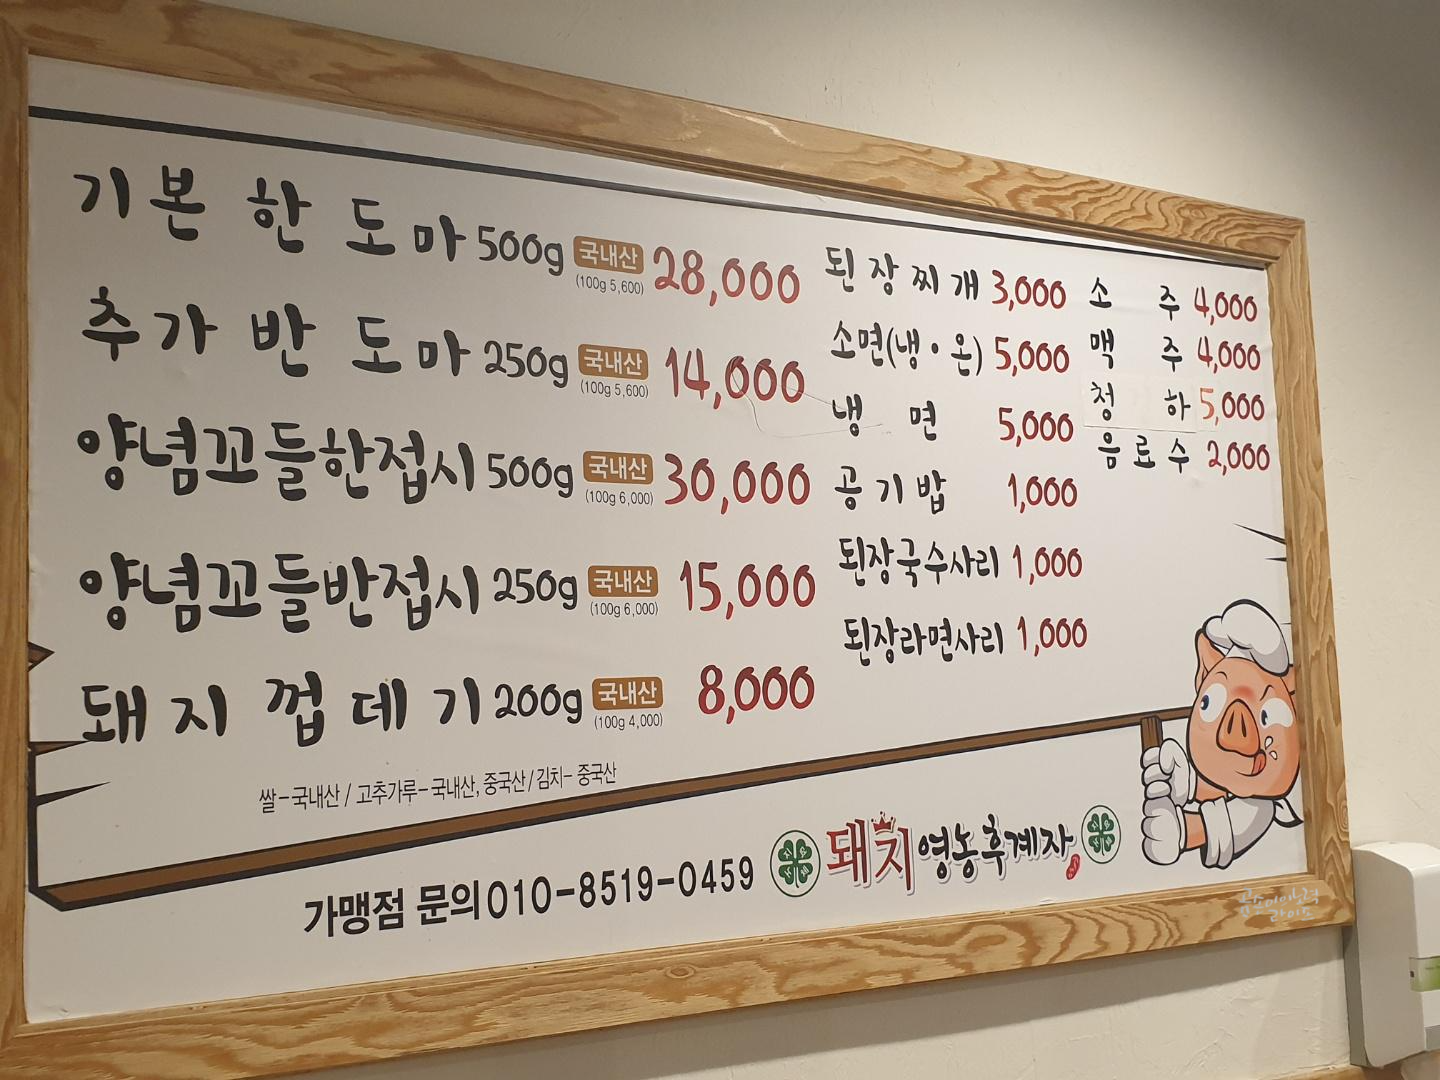 기본 한 도마 500g 국내산 (100g 5,600) 28,000
추가 반 도마 250g 국내산 (100g 5,600) 14,000
양념꼬들한접시 500g 국내산 (100g 6,000) 30,000
양념꼬들반접시 250g 국내산 (100g 6,000) 15,000
돼지 껍데기 200g 국내산 (100g 4,000) 8,000
된장찌개 3,000
소면(냉·온) 5,000
냉면 5,000
공기밥 1,000
된장국수사리 1,000
된장라면사리 1,000
소주 4,000
맥주 4,000
청하 5,000
음료수 2,000
쌀-국내산 / 고추가루-국내산, 중국산 / 김치-중국산
가맹점 문의 010-8519-0459 돼지영농후계자